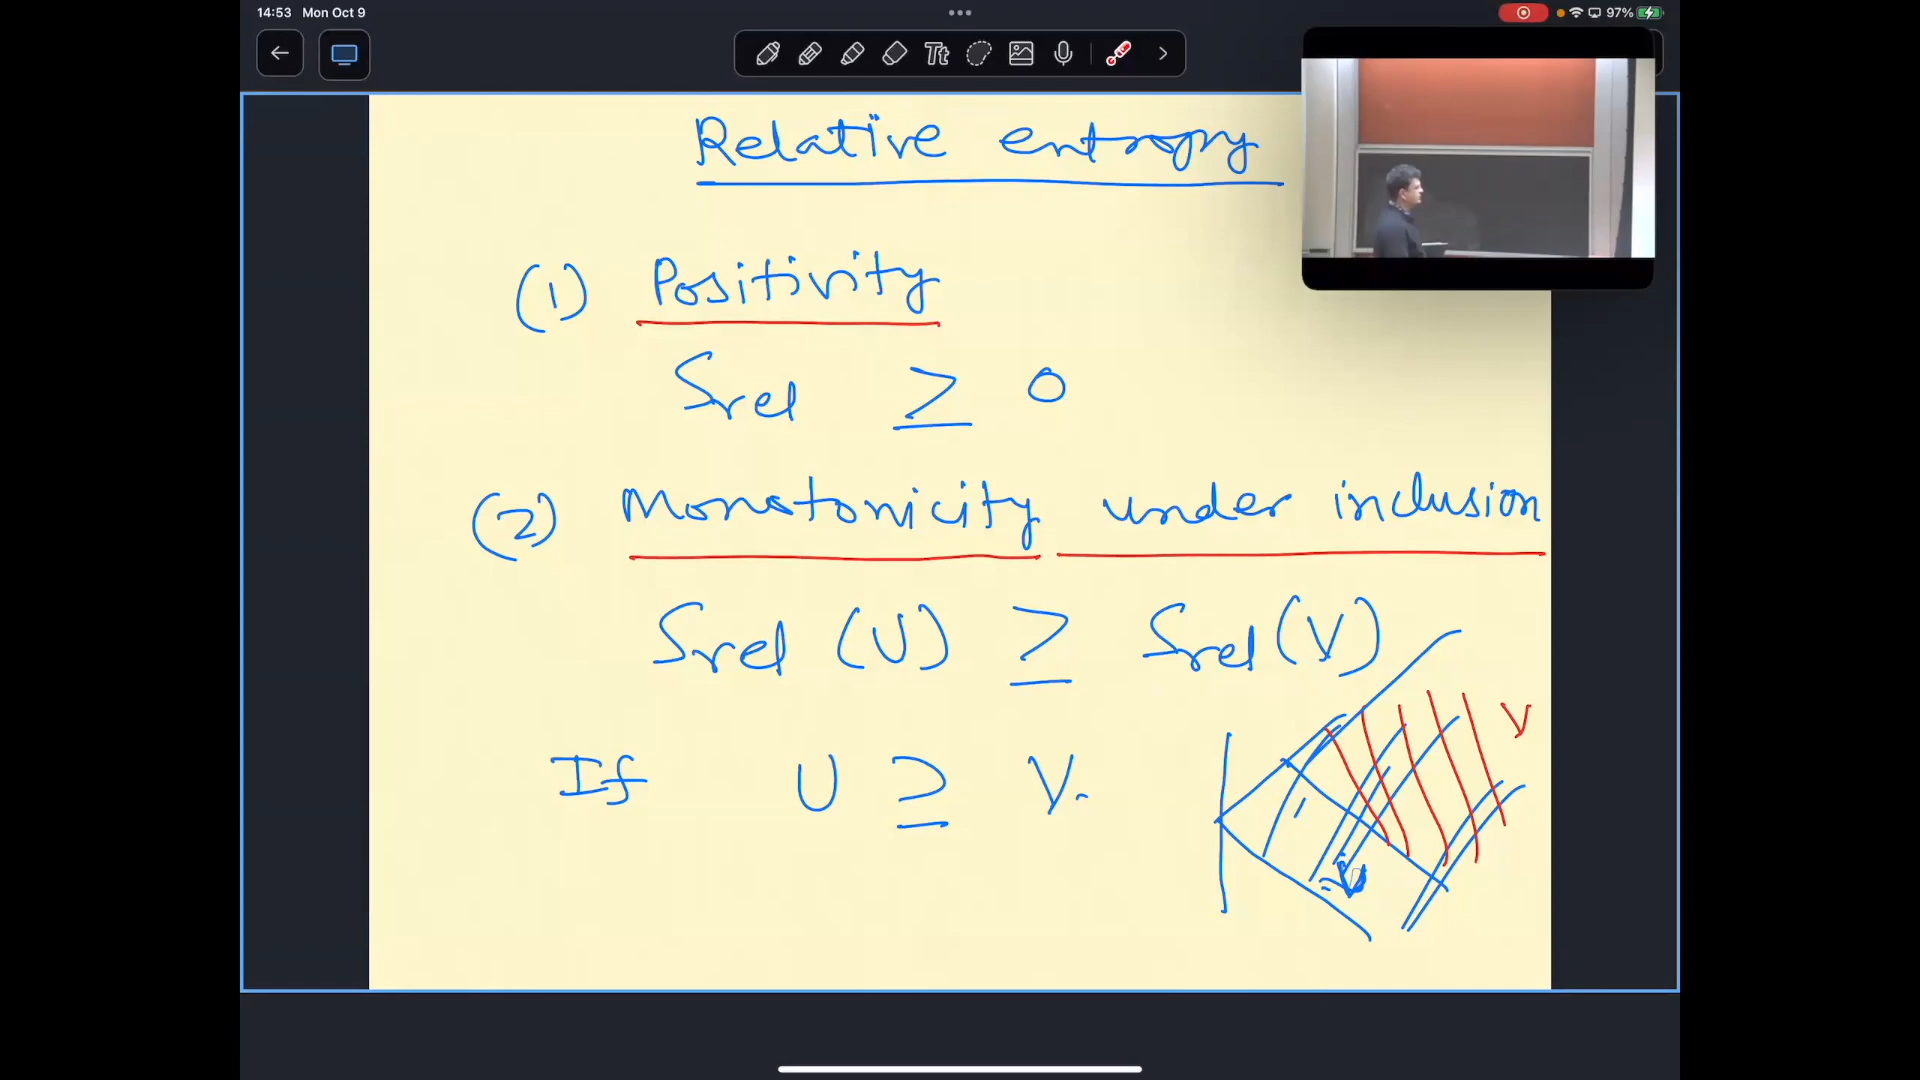 14:53 Mon Oct 9
97%
Tt
Relative entropy
(1) Positivity
Srel ≥ 0
(2) Monotonicity under inclusion
Srel (U) ≥ Srel (V)
If U ⊇ V.
V